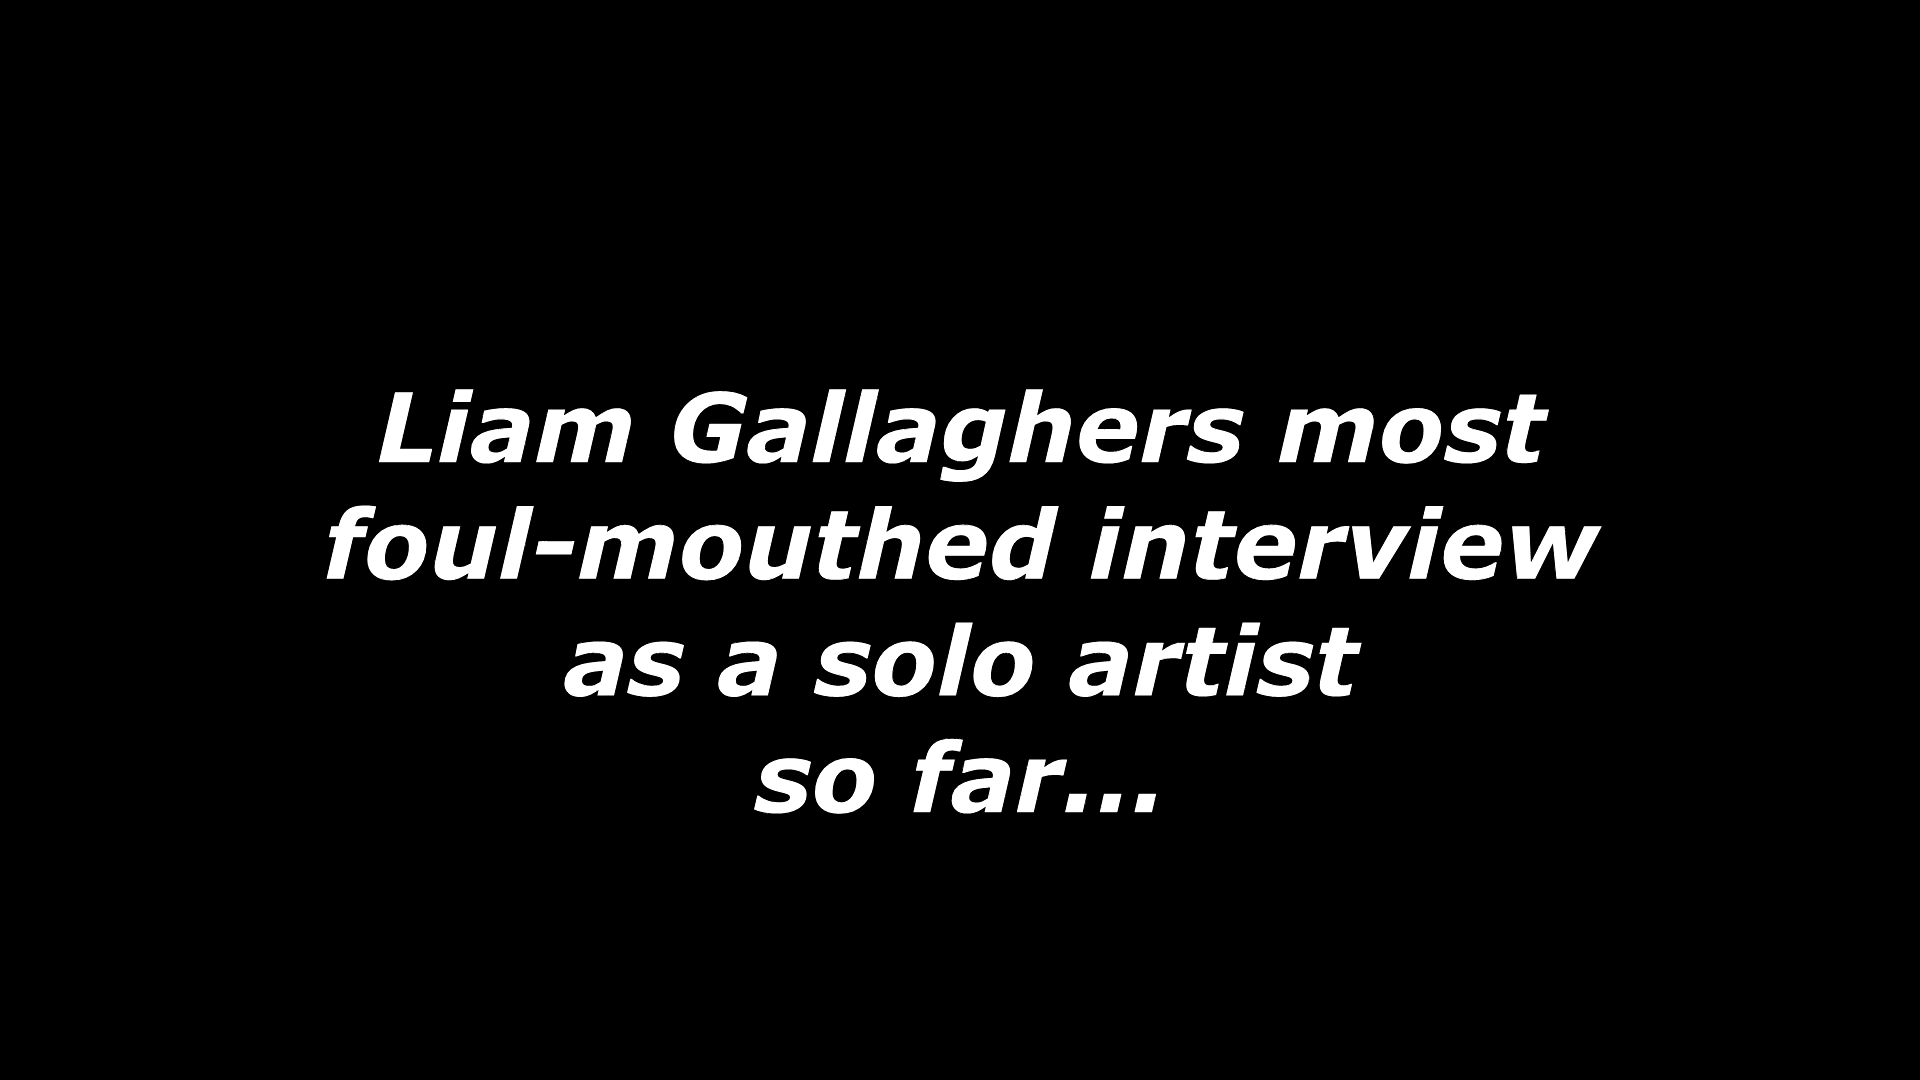 Liam Gallaghers most
foul-mouthed interview
as a solo artist
so far...